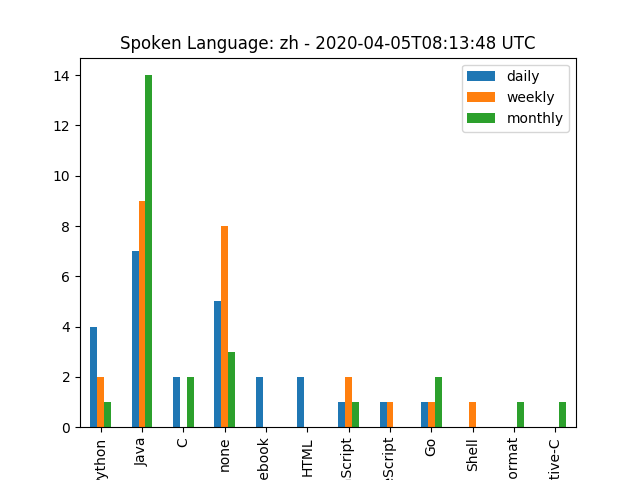 Spoken Language: zh - 2020-04-05T08:13:48 UTC
daily
weekly
monthly
14
12
10
8
6
4
2
0
ython
Java
C
none
ebook
HTML
Script
eScript
Go
Shell
ormat
tive-C